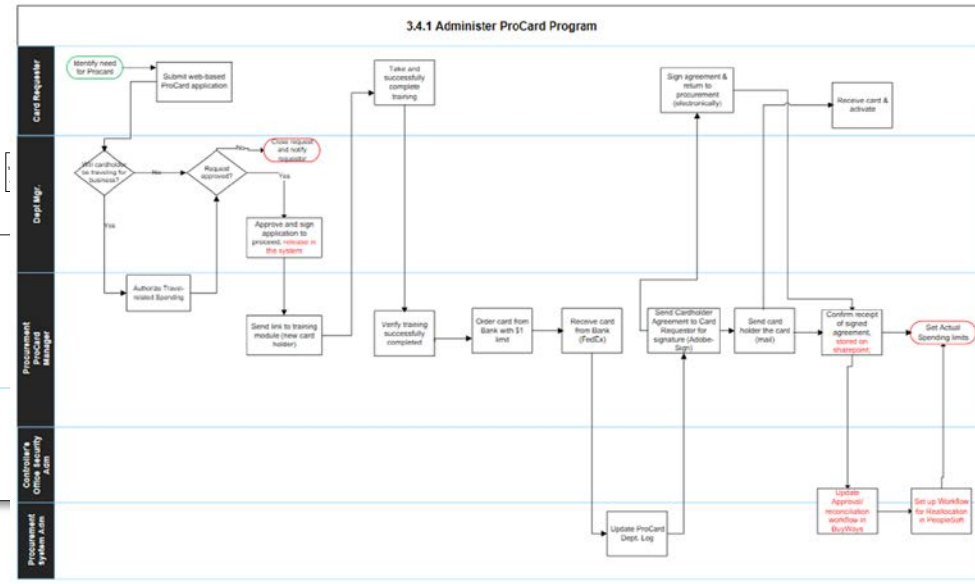 3.4.1 Administer ProCard Program
Card Requester
Identify need
for Procard
Submit web-based
ProCard application
Take and
successfully
complete
training
Sign agreement &
return to
procurement
(electronically)
Receive card &
activate
Dept Mgr.
Will cardholder
be traveling for
business?
No
Yes
Request
approved?
No
Close request
and notify
requestor
Yes
Approve and sign
application to
proceed, release in
the system
Procurement
ProCard
Manager
Authorize Travel-
related Spending
Send link to training
module (new card
holder)
Verify training
successfully
completed
Order card from
Bank with $1
limit
Receive card
from Bank
(FedEx)
Send Cardholder
Agreement to Card
Requestor for
signature (Adobe-
Sign)
Send card
holder the card
(mail)
Confirm receipt
of signed
agreement,
stored on
sharepoint
Set Actual
Spending limits
Controller's
Office Security
Adm
Procurement
system Adm
Update ProCard
Dept. Log
Update
Approval/
reconciliation
workflow in
BuyWays
Set up Workflow
for Reallocation
in PeopleSoft